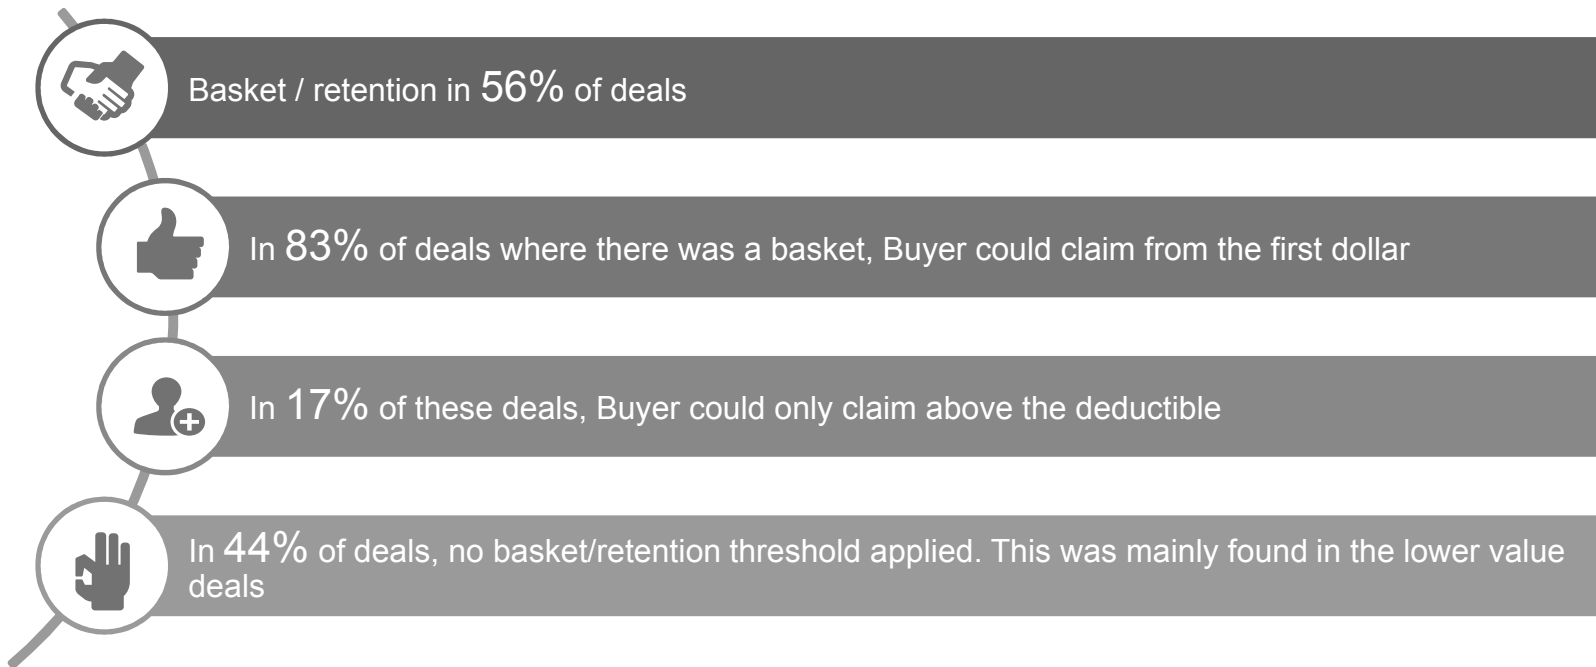 Basket / retention in 56% of deals
In 83% of deals where there was a basket, Buyer could claim from the first dollar
In 17% of these deals, Buyer could only claim above the deductible
In 44% of deals, no basket/retention threshold applied. This was mainly found in the lower value
deals